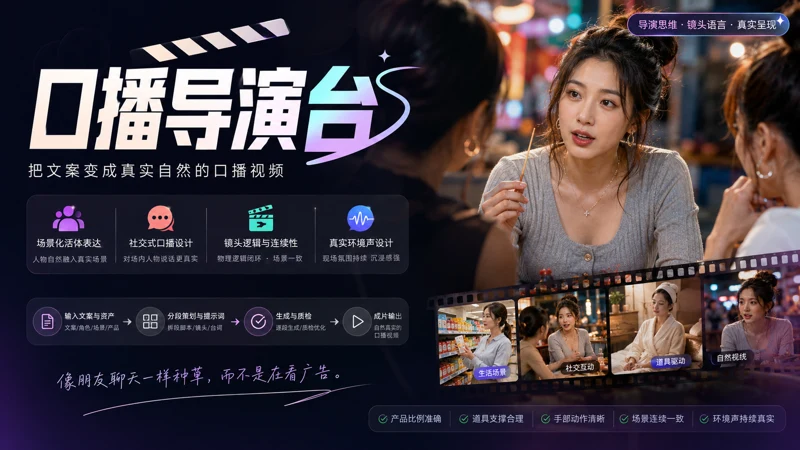 导演思维 · 镜头语言 · 真实呈现
口播导演台
把文案变成真实自然的口播视频
场景化活体表达
人物自然融入真实场景
社交式口播设计
对场内人物说话更真实
镜头逻辑与连续性
物理逻辑闭环 · 场景一致
真实环境声设计
现场氛围持续 沉浸感强
输入文案与资产
文案/角色/场景/产品
分段策划与提示词
拆段脚本/镜头/台词
生成与质检
逐段生成/质检优化
成片输出
自然真实的
口播视频
像朋友聊天一样种草，而不是在看广告。
生活场景
社交互动
道具驱动
自然视线
产品比例准确
道具支撑合理
手部动作清晰
场景连续一致
环境声持续真实